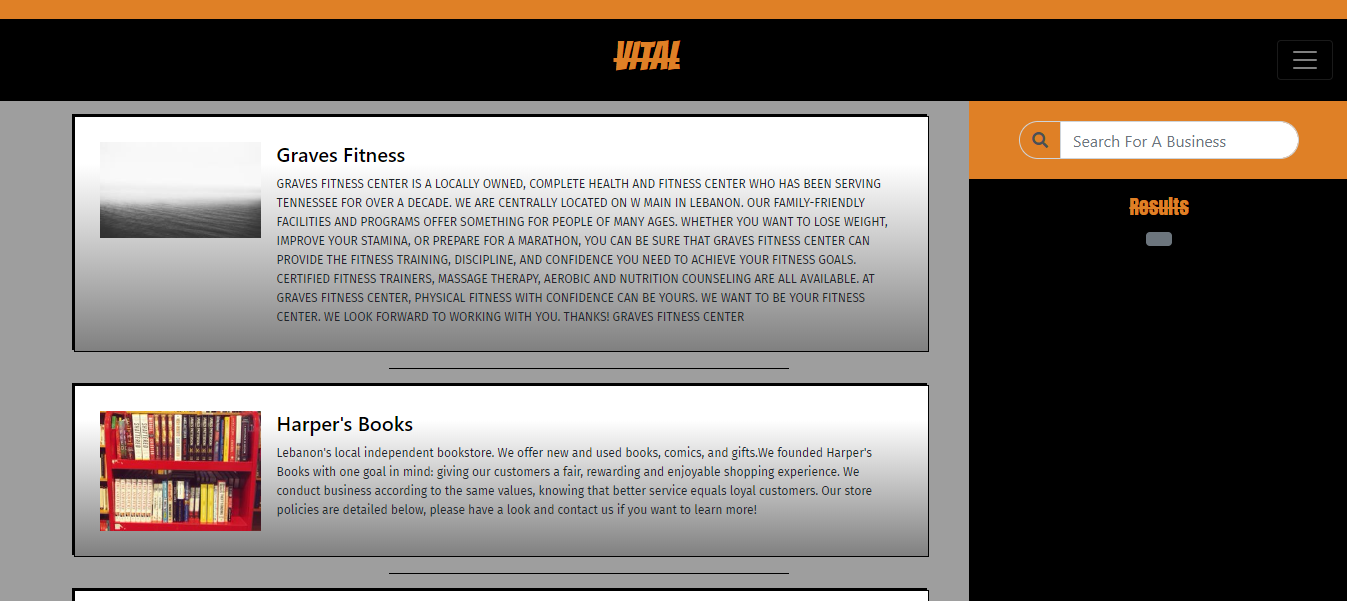 VITAL
Search For A Business
Results
Graves Fitness
GRAVES FITNESS CENTER IS A LOCALLY OWNED, COMPLETE HEALTH AND FITNESS CENTER WHO HAS BEEN SERVING
TENNESSEE FOR OVER A DECADE. WE ARE CENTRALLY LOCATED ON W MAIN IN LEBANON. OUR FAMILY-FRIENDLY
FACILITIES AND PROGRAMS OFFER SOMETHING FOR PEOPLE OF MANY AGES. WHETHER YOU WANT TO LOSE WEIGHT,
IMPROVE YOUR STAMINA, OR PREPARE FOR A MARATHON, YOU CAN BE SURE THAT GRAVES FITNESS CENTER CAN
PROVIDE THE FITNESS TRAINING, DISCIPLINE, AND CONFIDENCE YOU NEED TO ACHIEVE YOUR FITNESS GOALS.
CERTIFIED FITNESS TRAINERS, MASSAGE THERAPY, AEROBIC AND NUTRITION COUNSELING ARE ALL AVAILABLE. AT
GRAVES FITNESS CENTER, PHYSICAL FITNESS WITH CONFIDENCE CAN BE YOURS. WE WANT TO BE YOUR FITNESS
CENTER. WE LOOK FORWARD TO WORKING WITH YOU. THANKS! GRAVES FITNESS CENTER
Harper's Books
Lebanon's local independent bookstore. We offer new and used books, comics, and gifts.We founded Harper's
Books with one goal in mind: giving our customers a fair, rewarding and enjoyable shopping experience. We
conduct business according to the same values, knowing that better service equals loyal customers. Our store
policies are detailed below, please have a look and contact us if you want to learn more!